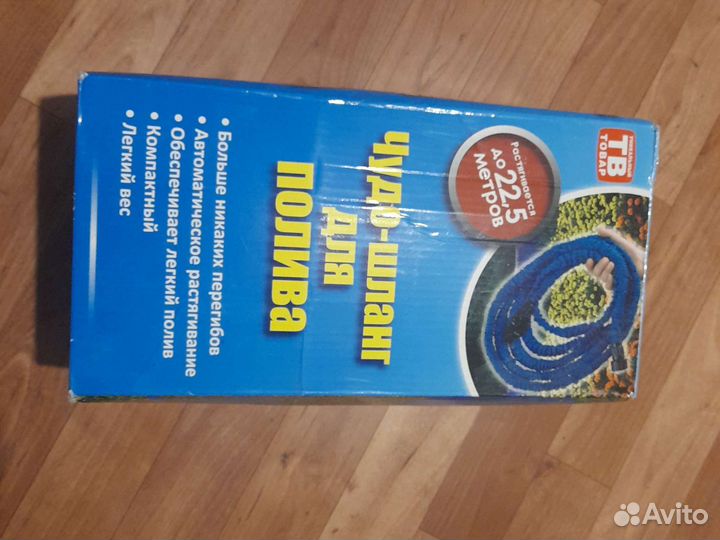 УНИКАЛЬНЫЙ
ТВ
ТОВАР
Растягивается
до 22,5
метров
ЧУДО-ШЛАНГ
ДЛЯ
ПОЛИВА
• Больше никаких перегибов
• Автоматическое растягивание
• Обеспечивает легкий полив
• Компактный
• Легкий вес
Avito